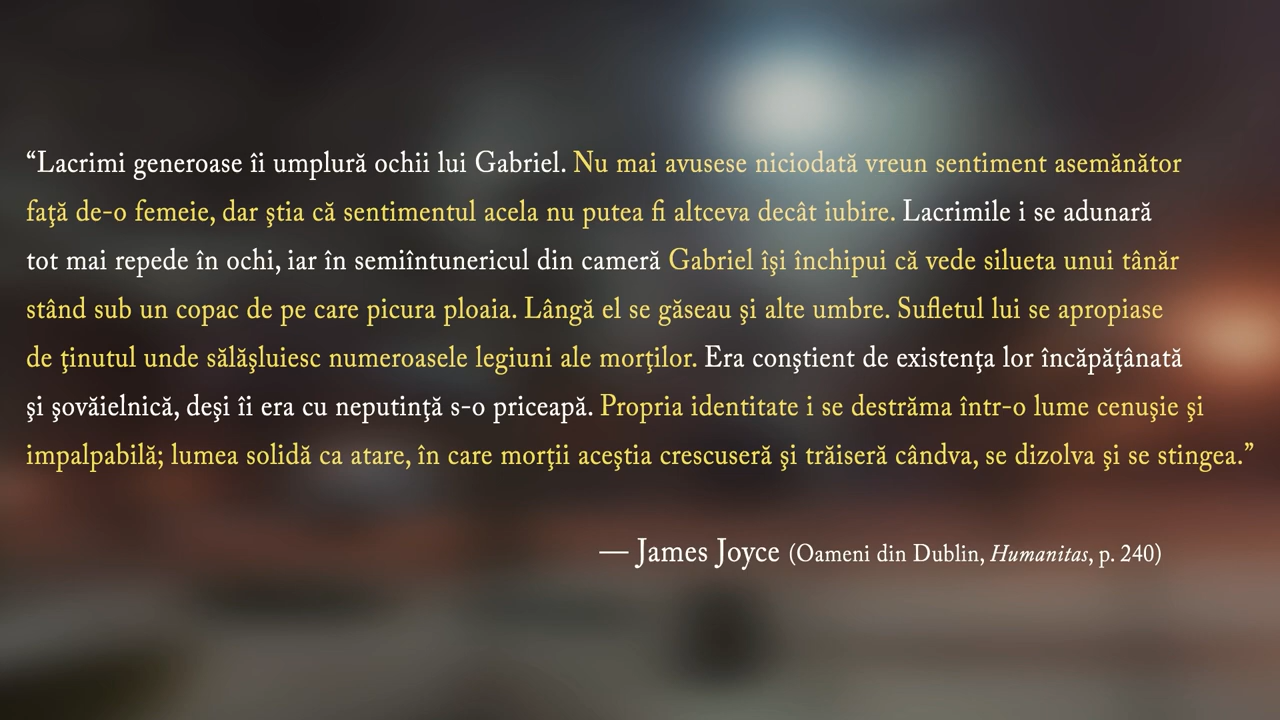 “Lacrimi generoase îi umplură ochii lui Gabriel. Nu mai avusese niciodată vreun sentiment asemănător
faţă de-o femeie, dar ştia că sentimentul acela nu putea fi altceva decât iubire. Lacrimile i se adunară
tot mai repede în ochi, iar în semiîntunericul din cameră Gabriel îşi închipui că vede silueta unui tânăr
stând sub un copac de pe care picura ploaia. Lângă el se găseau şi alte umbre. Sufletul lui se apropiase
de ţinutul unde sălăşluiesc numeroasele legiuni ale morţilor. Era conştient de existenţa lor încăpăţânată
şi şovăielnică, deşi îi era cu neputinţă s-o priceapă. Propria identitate i se destrăma într-o lume cenuşie şi
impalpabilă; lumea solidă ca atare, în care morţii aceştia crescuseră şi trăiseră cândva, se dizolva şi se stingea.”
— James Joyce (Oameni din Dublin, Humanitas, p. 240)